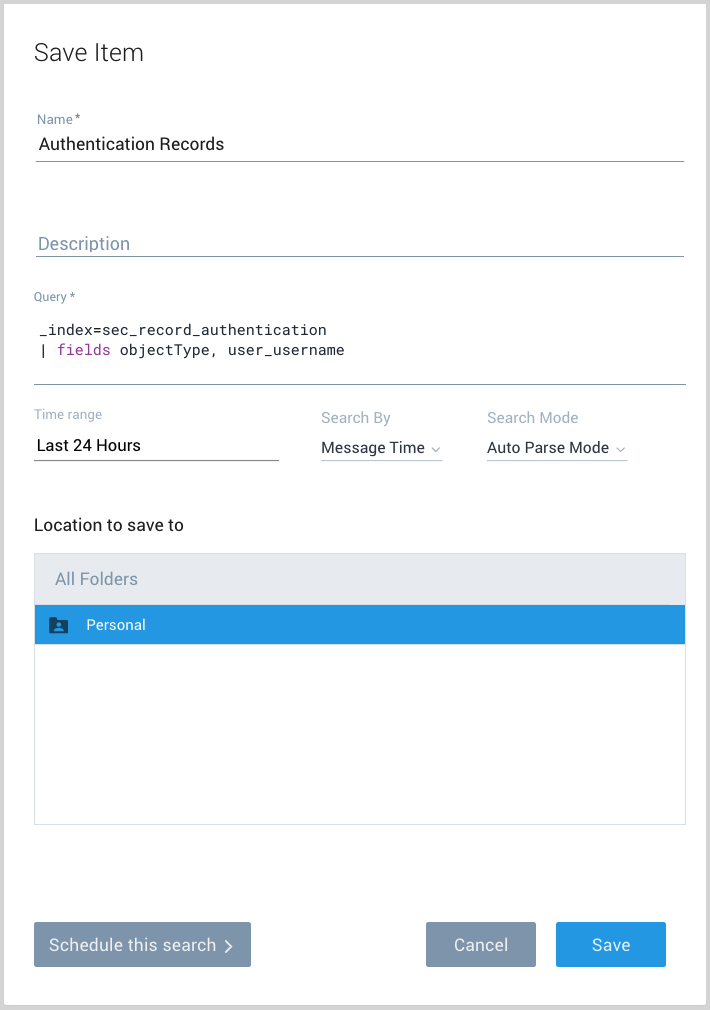 Save Item
Name*
Authentication Records
Description
Query *
_index=sec_record_authentication
| fields objectType, user_username
Time range
Search By
Search Mode
Last 24 Hours
Message Time
Auto Parse Mode
Location to save to
All Folders
Personal
Schedule this search
Cancel
Save